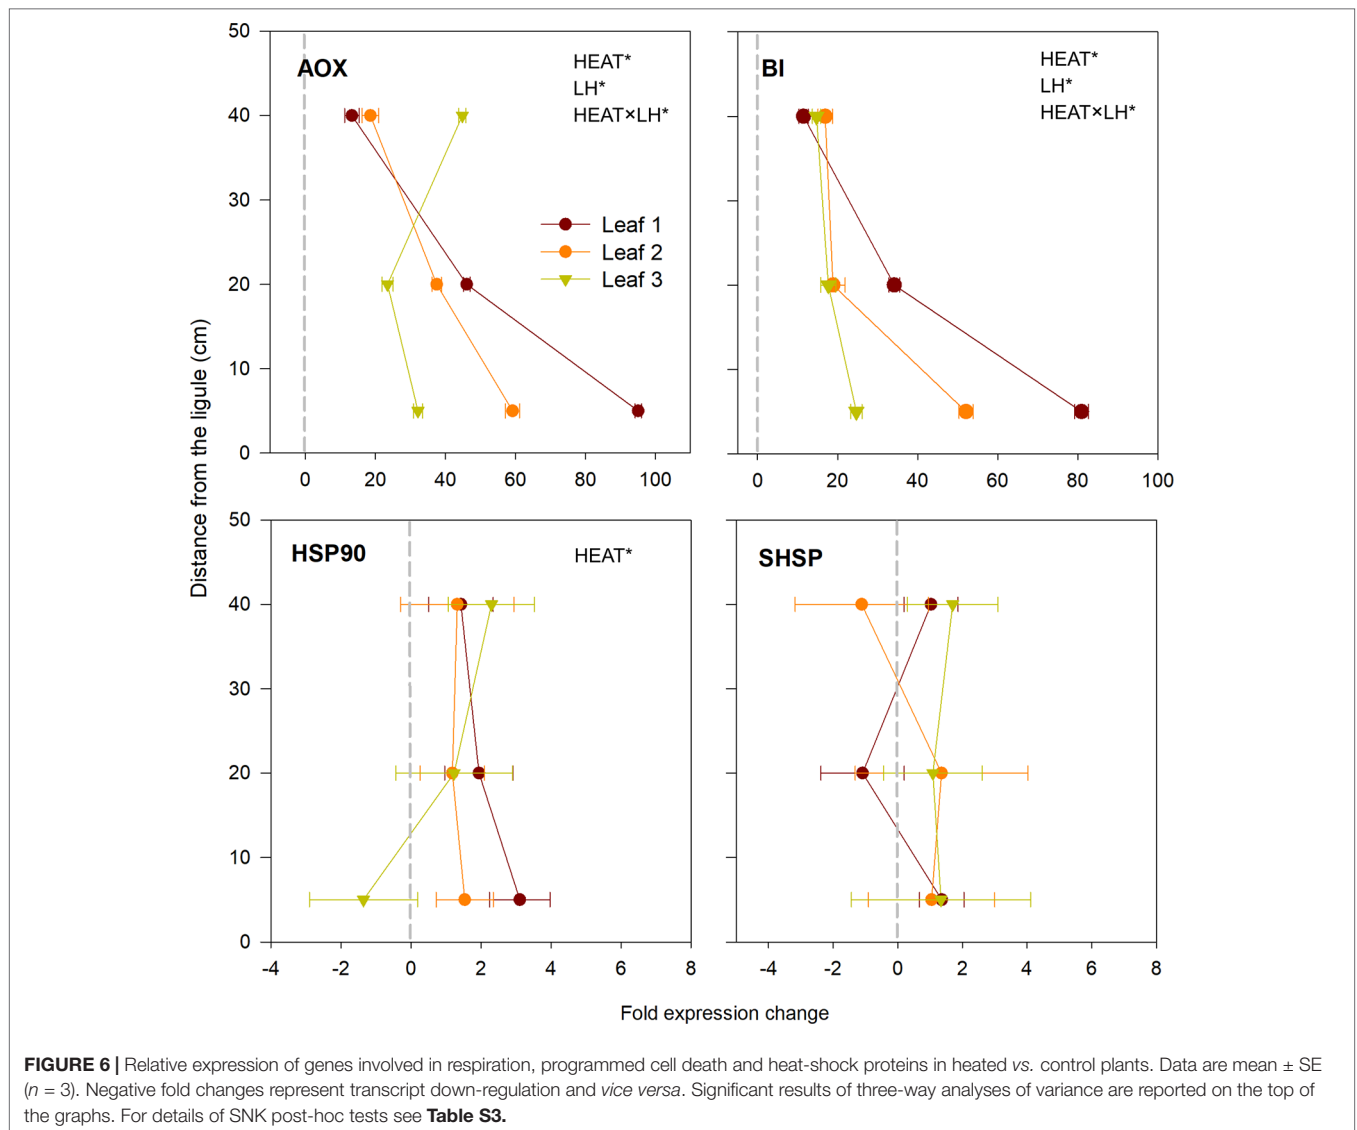 50
40
30
20
10
0
AOX
HEAT*
LH*
HEAT×LH*
Leaf 1
Leaf 2
Leaf 3
0 20 40 60 80 100
BI
HEAT*
LH*
HEAT×LH*
0 20 40 60 80 100
Distance from the ligule (cm)
50
40
30
20
10
0
HSP90
HEAT*
-4 -2 0 2 4 6 8
SHSP
-4 -2 0 2 4 6 8
Fold expression change
FIGURE 6 | Relative expression of genes involved in respiration, programmed cell death and heat-shock proteins in heated vs. control plants. Data are mean ± SE
(n = 3). Negative fold changes represent transcript down-regulation and vice versa. Significant results of three-way analyses of variance are reported on the top of
the graphs. For details of SNK post-hoc tests see Table S3.